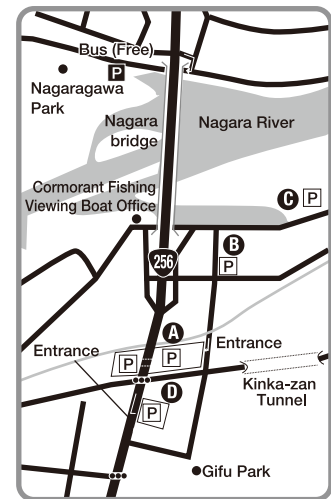 Bus (Free)
P
Nagaragawa
Park
Nagara
bridge
Nagara River
C P
Cormorant Fishing
Viewing Boat Office
B
P
256
A
Entrance
P
P
Entrance
D
P
Kinka-zan
Tunnel
Gifu Park